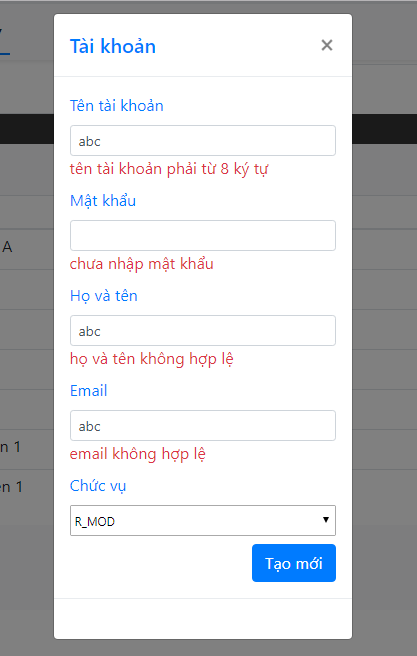 Tài khoản ×
Tên tài khoản
abc
tên tài khoản phải từ 8 ký tự
Mật khẩu
chưa nhập mật khẩu
Họ và tên
abc
A
họ và tên không hợp lệ
Email
abc
n 1
email không hợp lệ
Chức vụ
ên 1
R_MOD
Tạo mới